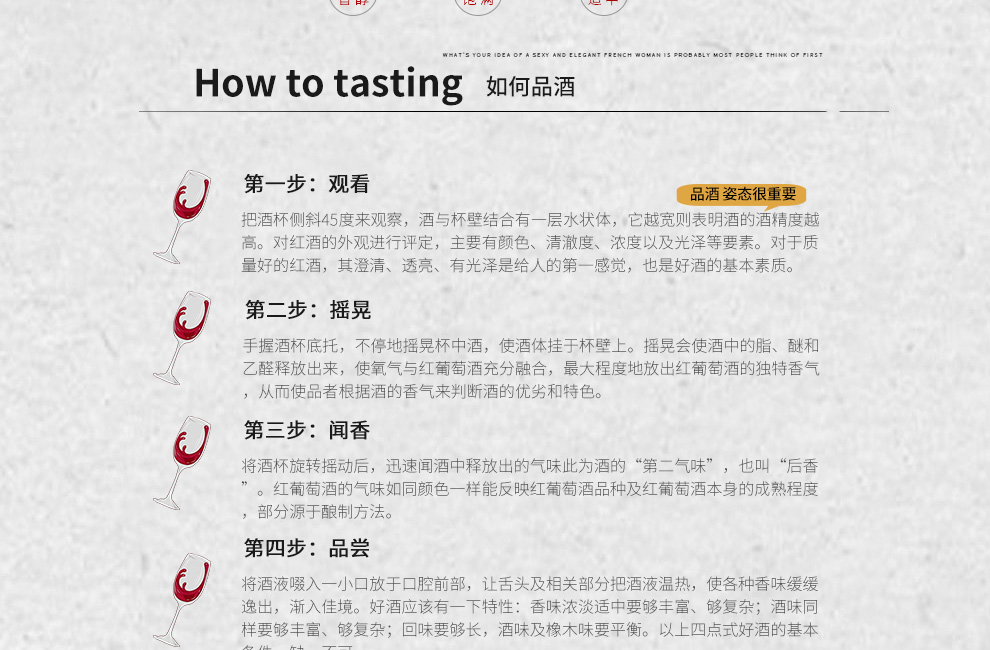 WHAT'S YOUR IDEA OF A SEXY AND ELEGANT FRENCH WOMAN IS PROBABLY MOST PEOPLE THINK OF FIRST
How to tasting 如何品酒
第一步：观看
品酒 姿态很重要
把酒杯侧斜45度来观察，酒与杯壁结合有一层水状体，它越宽则表明酒的酒精度越
高。对红酒的外观进行评定，主要有颜色、清澈度、浓度以及光泽等要素。对于质
量好的红酒，其澄清、透亮、有光泽是给人的第一感觉，也是好酒的基本素质。
第二步：摇晃
手握酒杯底托，不停地摇晃杯中酒，使酒体挂于杯壁上。摇晃会使酒中的脂、醚和
乙醛释放出来，使氧气与红葡萄酒充分融合，最大程度地放出红葡萄酒的独特香气
，从而使品者根据酒的香气来判断酒的优劣和特色。
第三步：闻香
将酒杯旋转摇动后，迅速闻酒中释放出的气味此为酒的“第二气味”，也叫“后香
”。红葡萄酒的气味如同颜色一样能反映红葡萄酒品种及红葡萄酒本身的成熟程度
，部分源于酿制方法。
第四步：品尝
将酒液啜入一小口放于口腔前部，让舌头及相关部分把酒液温热，使各种香味缓缓
逸出，渐入佳境。好酒应该有一下特性：香味浓淡适中要够丰富、够复杂；酒味同
样要够丰富、够复杂；回味要够长，酒味及橡木味要平衡。以上四点式好酒的基本